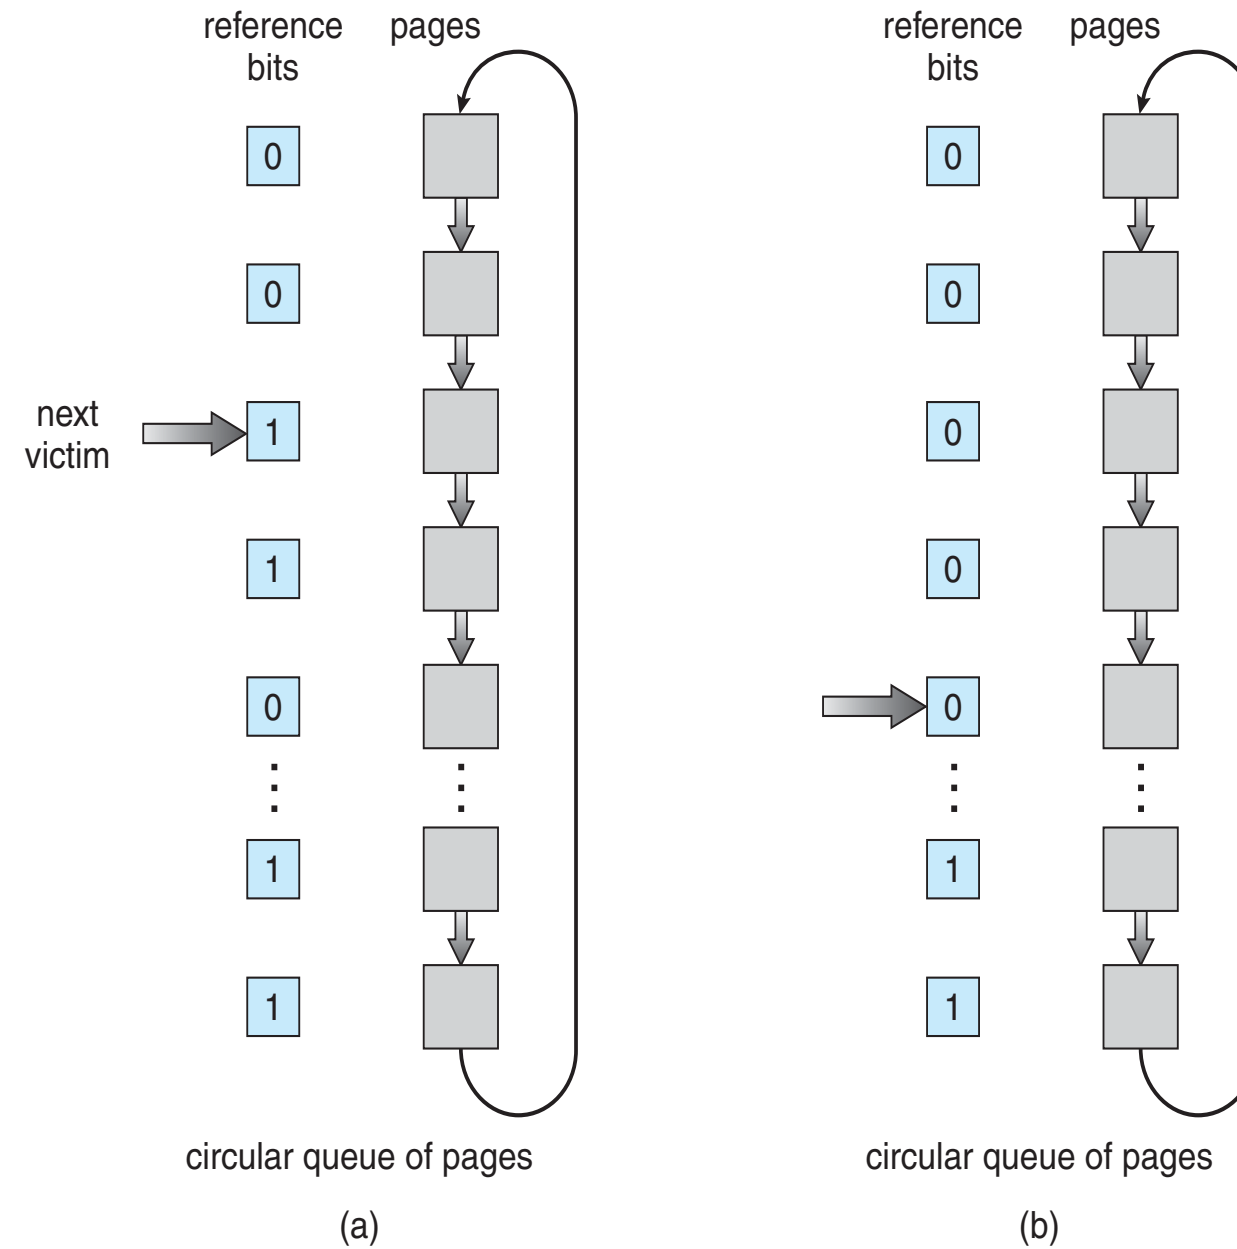 reference pages
bits
0
0
next
victim
1
1
0
1
1
circular queue of pages
(a)
reference pages
bits
0
0
0
0
0
1
1
circular queue of pages
(b)